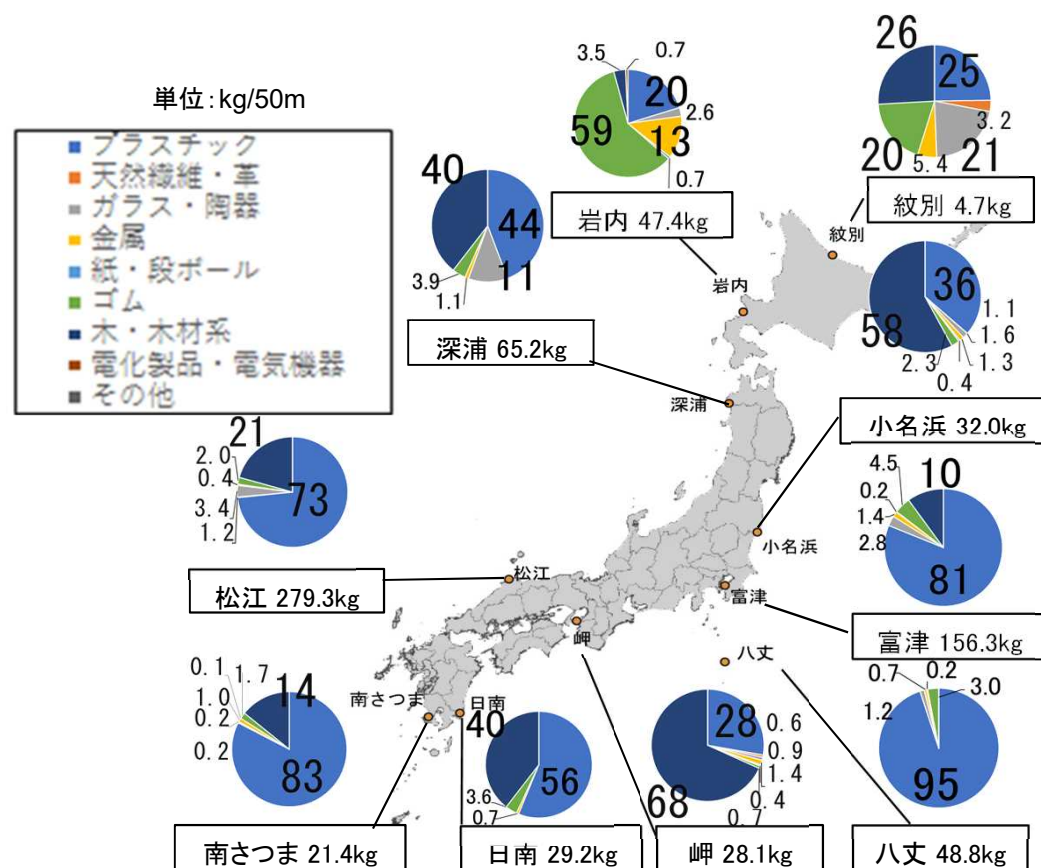 単位:kg/50m
プラスチック
天然繊維・革
ガラス・陶器
金属
紙・段ボール
ゴム
木・木材系
電化製品・電気機器
その他
3.5
0.7
20
2.6
13
0.7
59
岩内 47.4kg
26
25
3.2
21
5.4
20
紋別 4.7kg
紋別
岩内
40
44
11
1.1
3.9
深浦 65.2kg
深浦
36
1.1
1.6
1.3
0.4
2.3
58
小名浜 32.0kg
小名浜
21
2.0
0.4
3.4
1.2
73
松江 279.3kg
松江
4.5
10
0.2
1.4
2.8
81
富津 156.3kg
富津
岬
八丈
南さつま
日南
0.1
1.7
14
1.0
0.2
0.2
83
南さつま 21.4kg
40
56
3.6
0.7
日南 29.2kg
28
0.6
0.9
1.4
0.4
0.7
68
岬 28.1kg
0.7
0.2
3.0
1.2
95
八丈 48.8kg